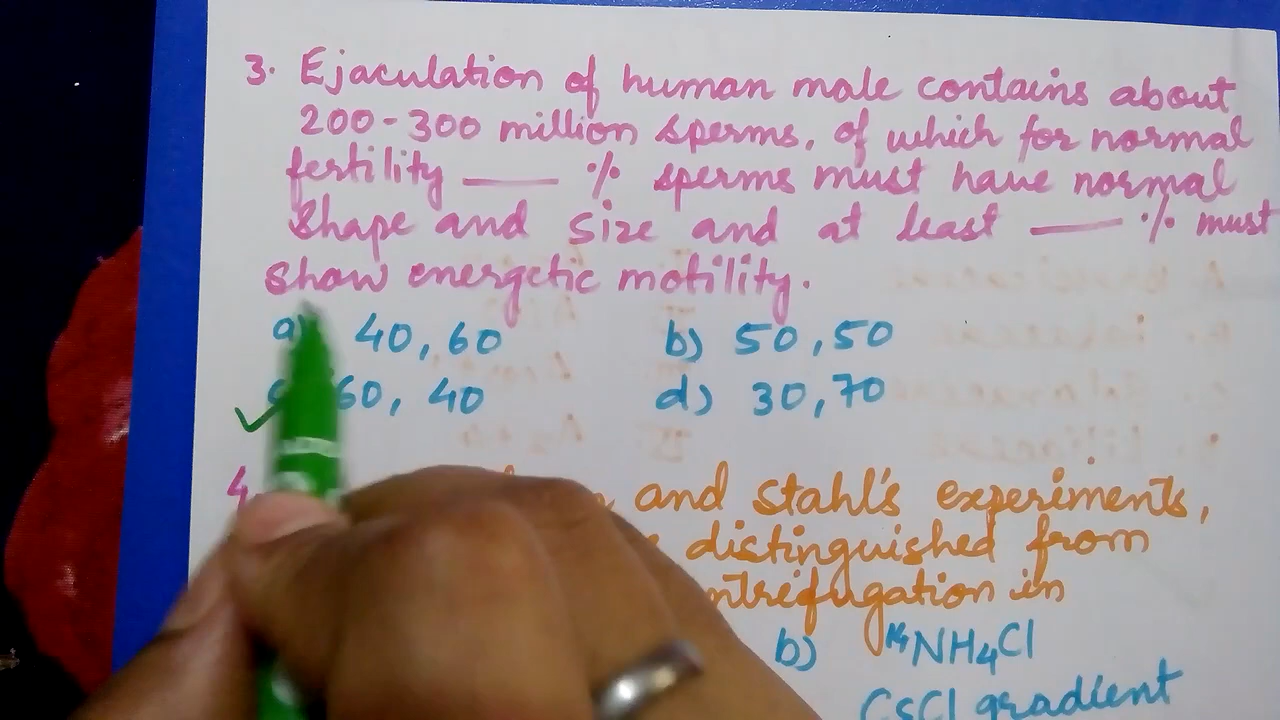 3. Ejaculation of human male contains about
200-300 million sperms, of which for normal
fertility ___ % sperms must have normal
shape and size and at least ___ % must
show energetic motility.
a) 40, 60 b) 50, 50
60, 40 d) 30, 70
4. and Stahl's experiments,
distinguished from
in
b) ¹⁴NH₄Cl
CsCl gradient